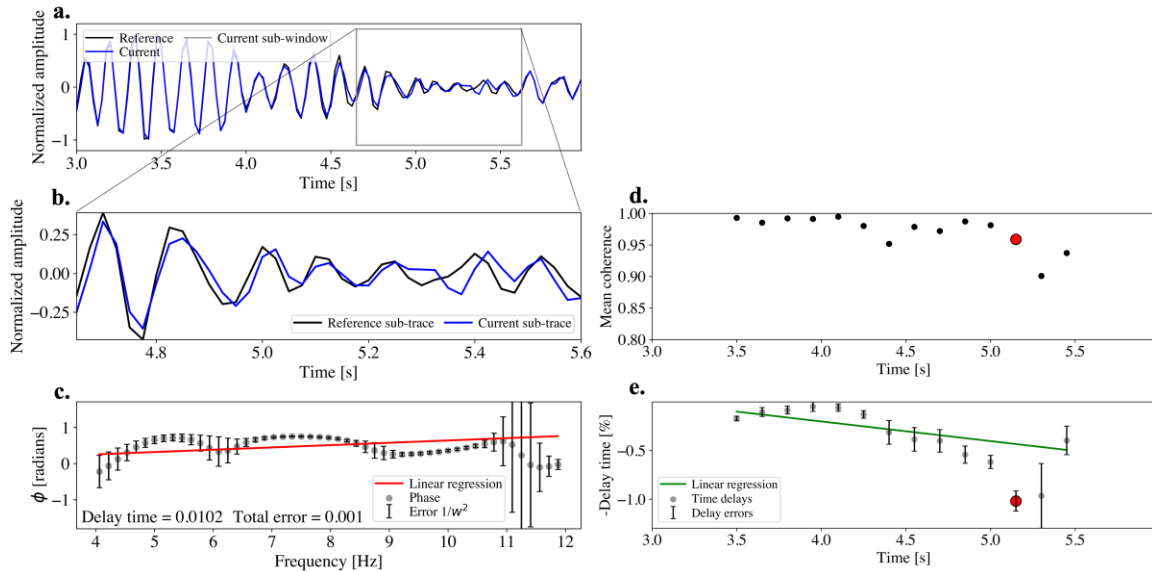 a.
Reference
Current sub-window
Current
Normalized amplitude
1
0
−1
3.0 3.5 4.0 4.5 5.0 5.5
Time [s]
b.
Normalized amplitude
0.25
0.00
−0.25
Reference sub-trace
Current sub-trace
4.8 5.0 5.2 5.4 5.6
Time [s]
c.
ϕ [radians]
1
0
−1
Linear regression
Phase
Error 1/w²
Delay time = 0.0102 Total error = 0.001
4 5 6 7 8 9 10 11 12
Frequency [Hz]
d.
Mean coherence
1.00
0.95
0.90
0.85
0.80
3.0 3.5 4.0 4.5 5.0 5.5
Time [s]
e.
-Delay time [%]
−0.5
−1.0
Linear regression
Time delays
Delay errors
3.0 3.5 4.0 4.5 5.0 5.5
Time [s]